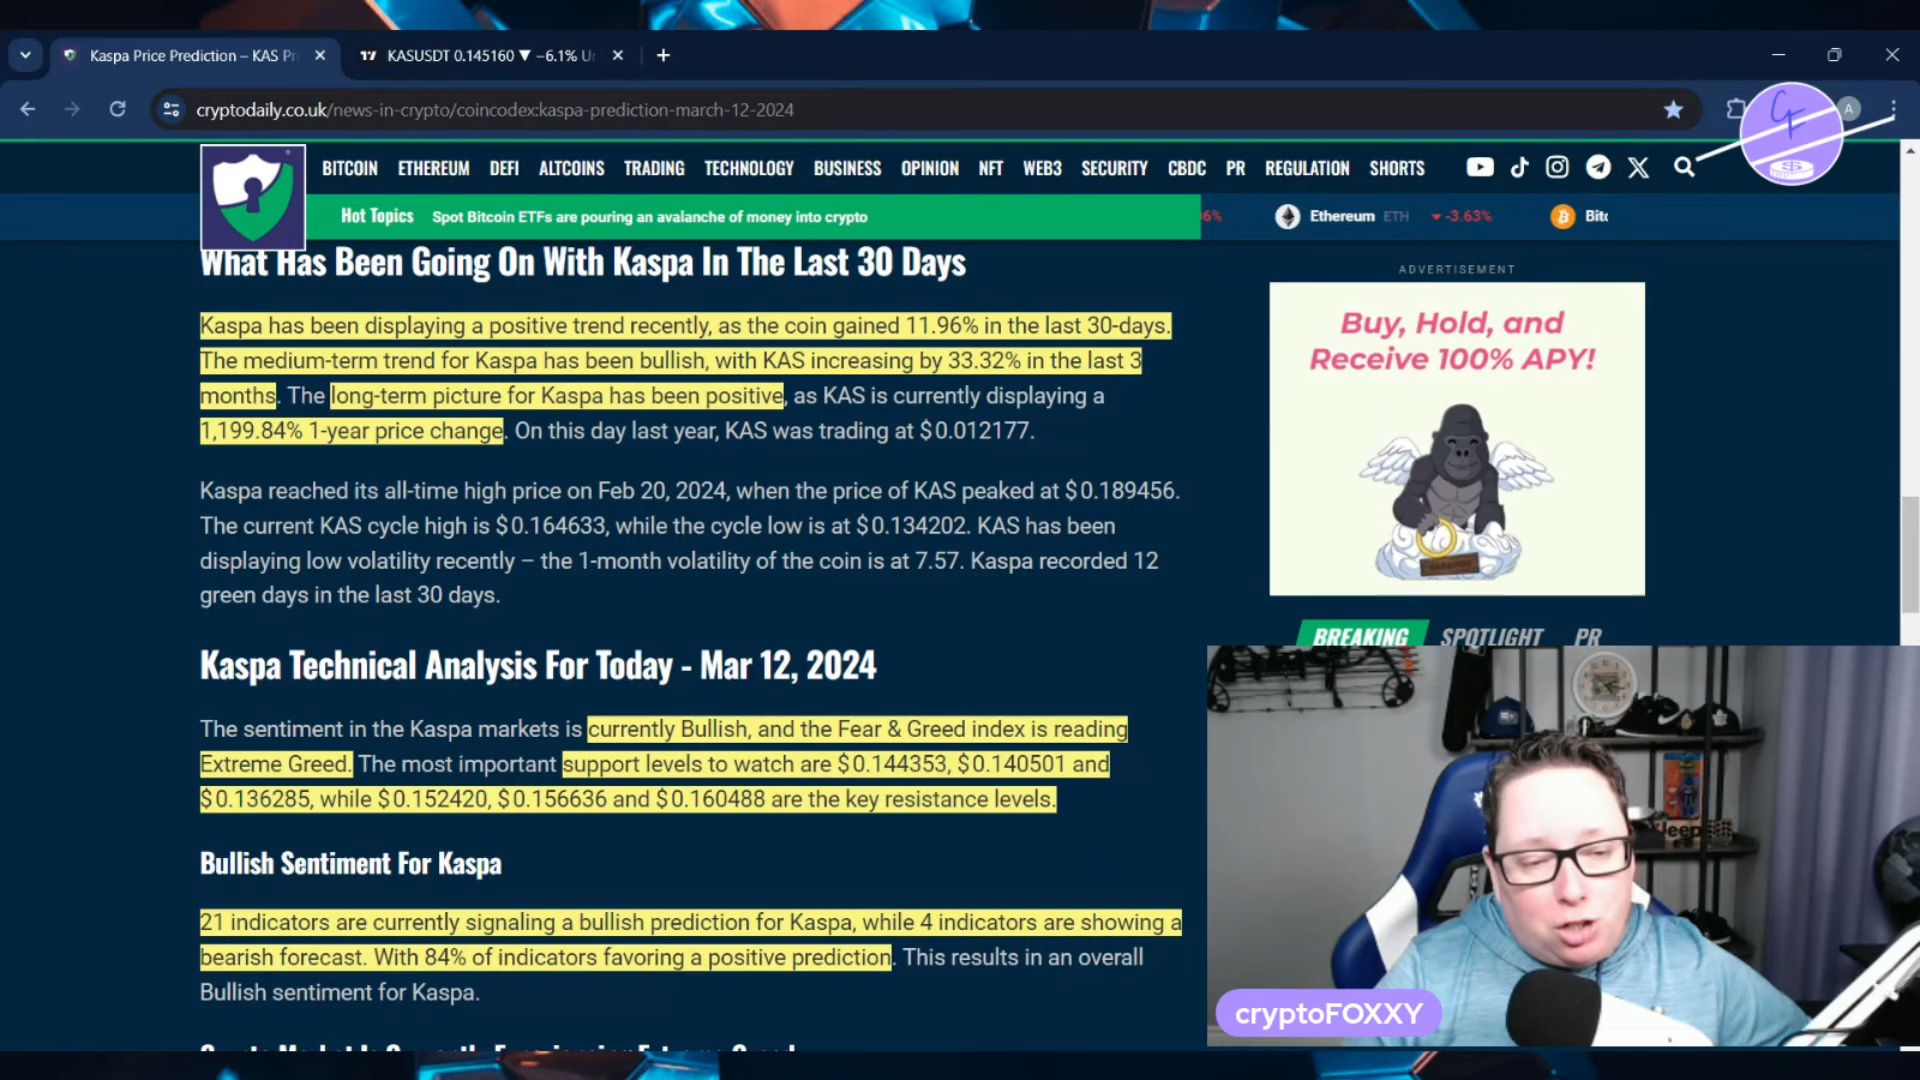 Kaspa Price Prediction – KAS Pr
KASUSDT 0.145160 ▼ −6.1% U
cryptodaily.co.uk/news-in-crypto/coincodex:kaspa-prediction-march-12-2024
A
BITCOIN ETHEREUM DEFI ALTCOINS TRADING TECHNOLOGY BUSINESS OPINION NFT WEB3 SECURITY CBDC PR REGULATION SHORTS
Hot Topics Spot Bitcoin ETFs are pouring an avalanche of money into crypto
6% Ethereum ETH ▾-3.63% Bitc
What Has Been Going On With Kaspa In The Last 30 Days
Kaspa has been displaying a positive trend recently, as the coin gained 11.96% in the last 30-days.
The medium-term trend for Kaspa has been bullish, with KAS increasing by 33.32% in the last 3
months. The long-term picture for Kaspa has been positive, as KAS is currently displaying a
1,199.84% 1-year price change. On this day last year, KAS was trading at $0.012177.
Kaspa reached its all-time high price on Feb 20, 2024, when the price of KAS peaked at $0.189456.
The current KAS cycle high is $0.164633, while the cycle low is at $0.134202. KAS has been
displaying low volatility recently – the 1-month volatility of the coin is at 7.57. Kaspa recorded 12
green days in the last 30 days.
Kaspa Technical Analysis For Today - Mar 12, 2024
The sentiment in the Kaspa markets is currently Bullish, and the Fear & Greed index is reading
Extreme Greed. The most important support levels to watch are $0.144353, $0.140501 and
$0.136285, while $0.152420, $0.156636 and $0.160488 are the key resistance levels.
Bullish Sentiment For Kaspa
21 indicators are currently signaling a bullish prediction for Kaspa, while 4 indicators are showing a
bearish forecast. With 84% of indicators favoring a positive prediction. This results in an overall
Bullish sentiment for Kaspa.
ADVERTISEMENT
Buy, Hold, and
Receive 100% APY!
BREAKING SPOTLIGHT PR
Jeep
cryptoFOXXY